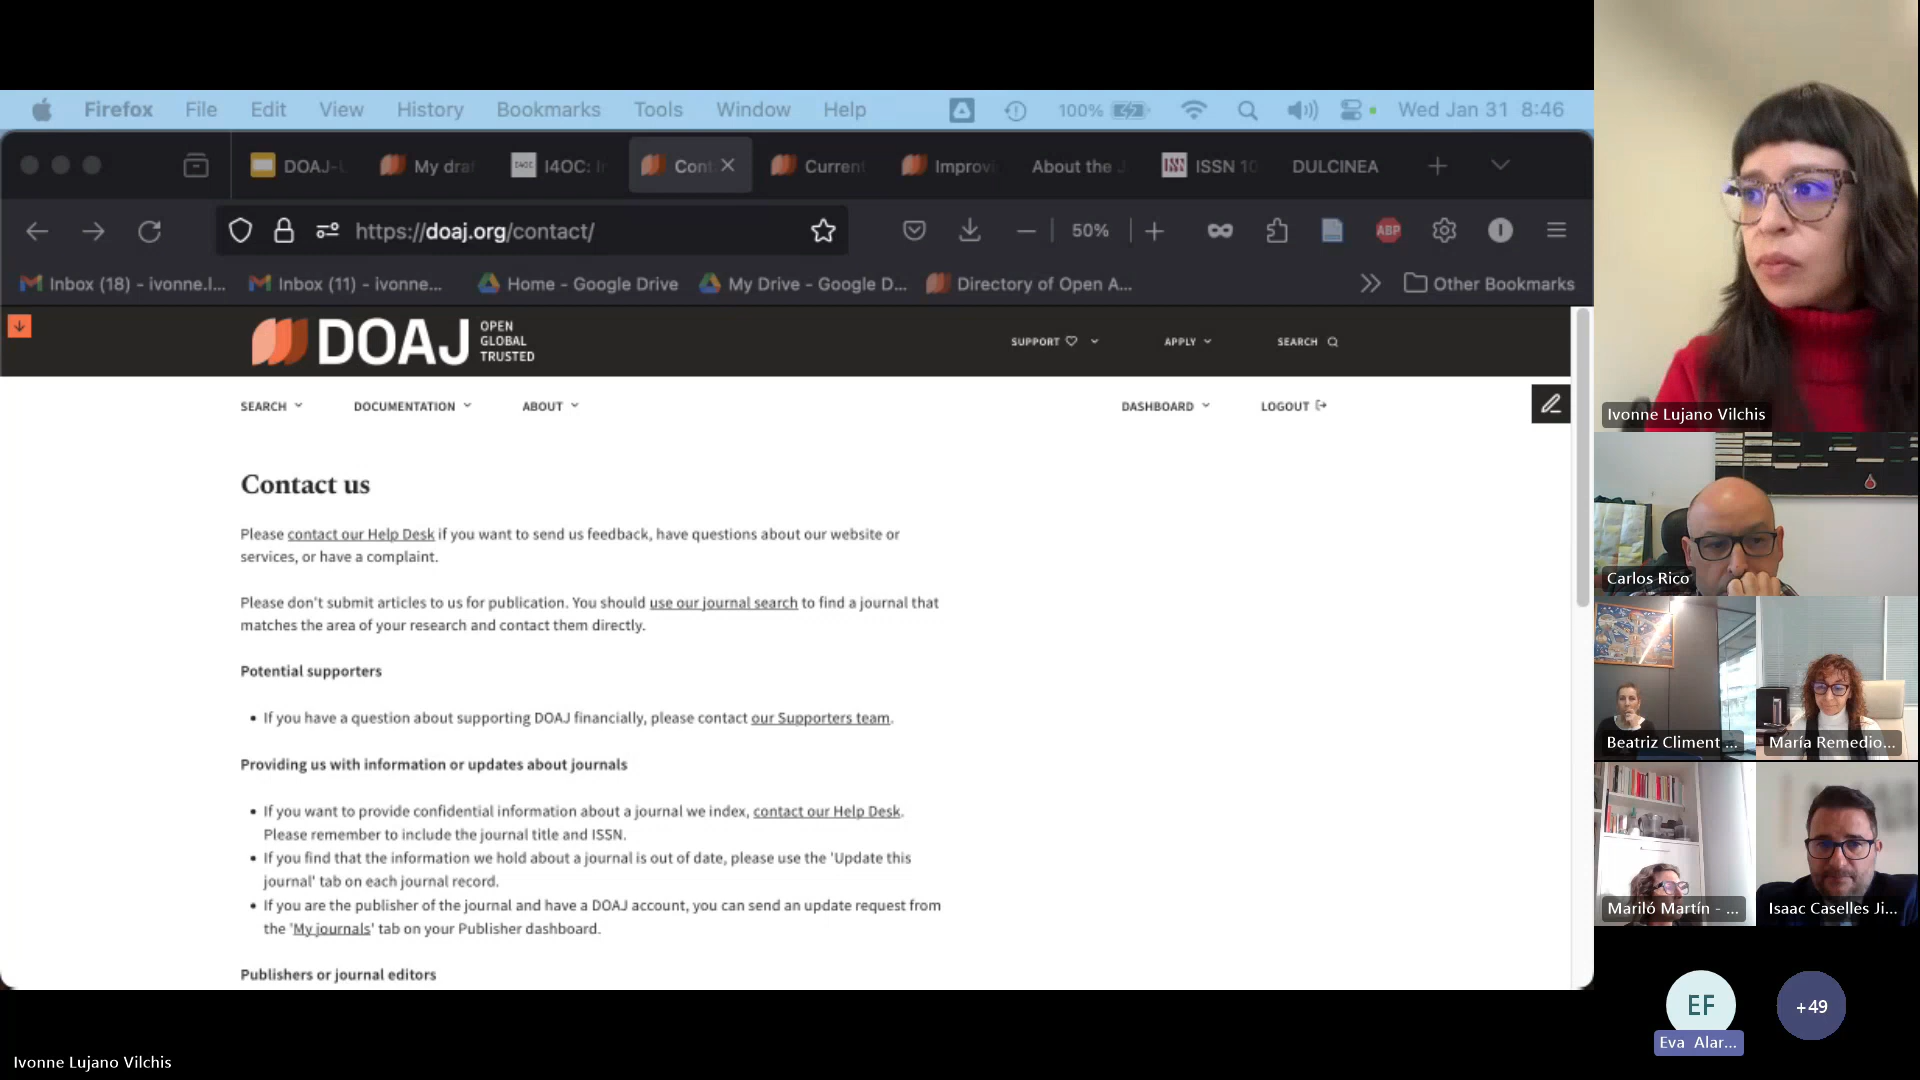 Firefox File Edit View History Bookmarks Tools Window Help 100% Wed Jan 31 8:46
DOAJ- My draf I4OC: I Cont Current Improvi About the J ISSN 10 DULCINEA
https://doaj.org/contact/ 50% ABP
Inbox (18) - ivonne.l... Inbox (11) - ivonne... Home - Google Drive My Drive - Google D... Directory of Open A... Other Bookmarks
DOAJ OPEN GLOBAL TRUSTED SUPPORT APPLY SEARCH
SEARCH DOCUMENTATION ABOUT DASHBOARD LOGOUT
Contact us
Please contact our Help Desk if you want to send us feedback, have questions about our website or
services, or have a complaint.
Please don't submit articles to us for publication. You should use our journal search to find a journal that
matches the area of your research and contact them directly.
Potential supporters
• If you have a question about supporting DOAJ financially, please contact our Supporters team.
Providing us with information or updates about journals
• If you want to provide confidential information about a journal we index, contact our Help Desk.
Please remember to include the journal title and ISSN.
• If you find that the information we hold about a journal is out of date, please use the 'Update this
journal' tab on each journal record.
• If you are the publisher of the journal and have a DOAJ account, you can send an update request from
the 'My journals' tab on your Publisher dashboard.
Publishers or journal editors
Ivonne Lujano Vilchis
Ivonne Lujano Vilchis
Carlos Rico
Beatriz Climent ...
María Remedio...
Mariló Martín - ...
Isaac Caselles Ji...
EF
Eva Alar...
+49